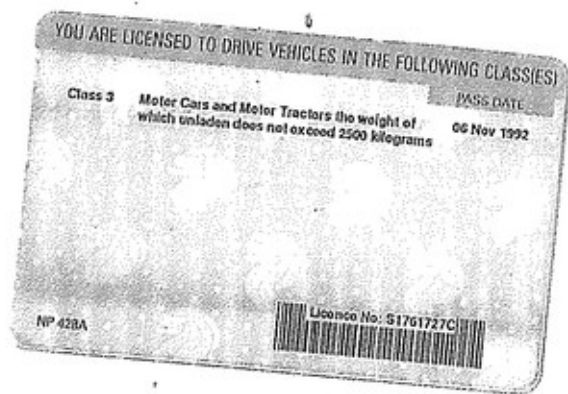 YOU ARE LICENSED TO DRIVE VEHICLES IN THE FOLLOWING CLASS(ES)
PASS DATE
Class 3 Motor Cars and Motor Tractors the weight of 06 Nov 1992
which unladen does not exceed 2500 kilograms
Licence No: S1761727C
NP 428A